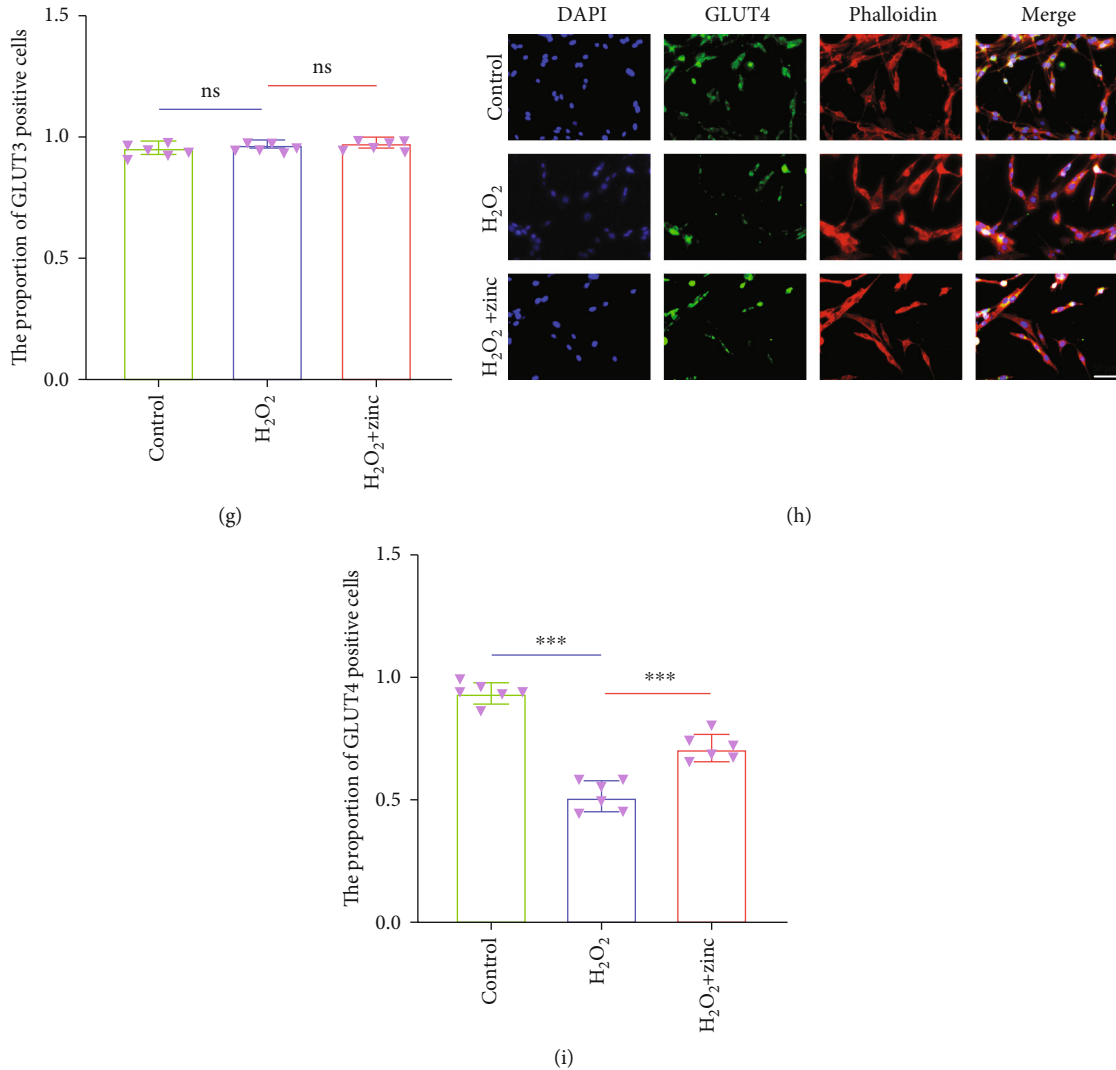 The proportion of GLUT3 positive cells
1.5
1.0
0.5
0.0
ns
ns
Control
H₂O₂
H₂O₂+zinc
(g)
DAPI
GLUT4
Phalloidin
Merge
Control
H₂O₂
H₂O₂ +zinc
(h)
The proportion of GLUT4 positive cells
1.5
1.0
0.5
0.0
***
***
Control
H₂O₂
H₂O₂+zinc
(i)